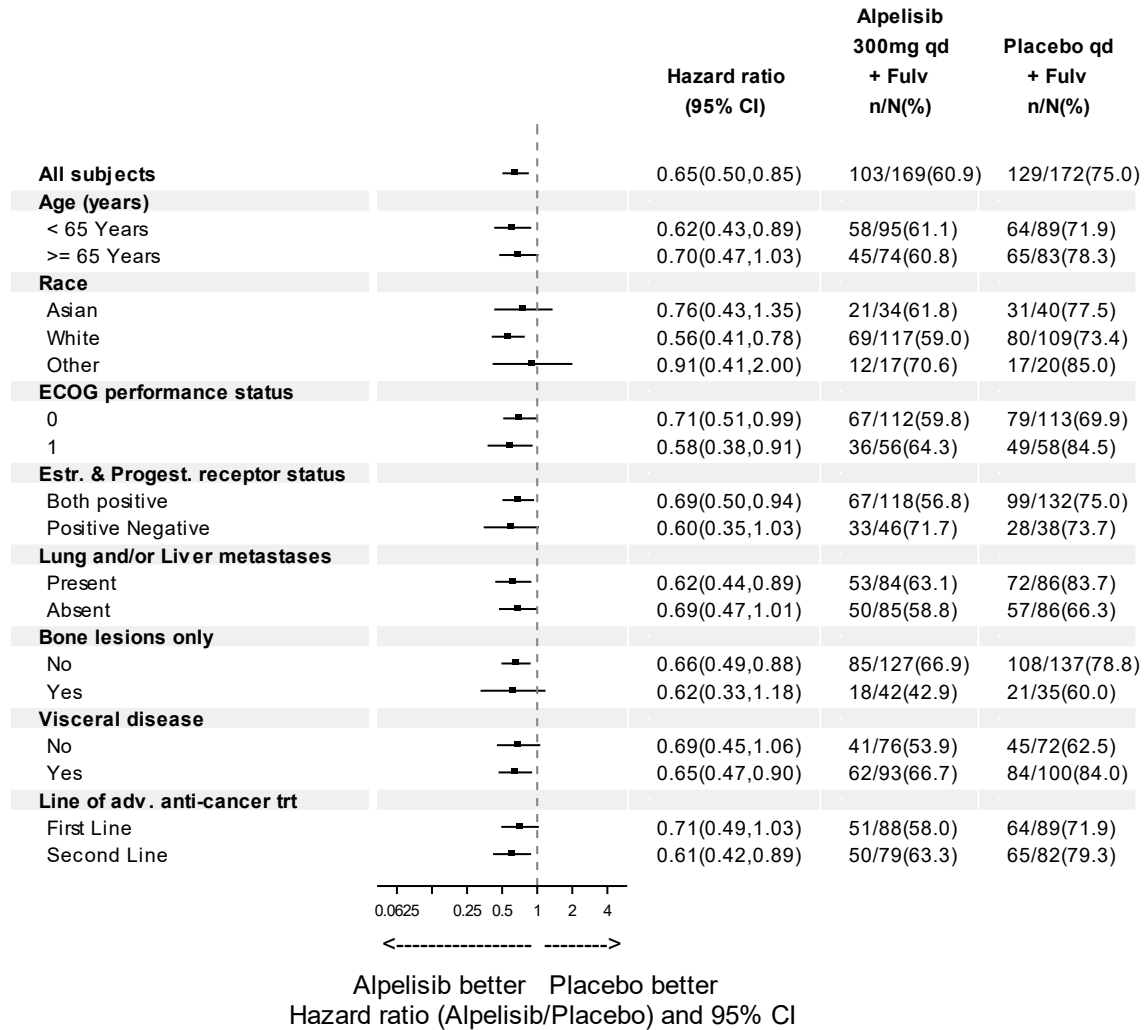 Alpelisib
300mg qd Placebo qd
Hazard ratio + Fulv + Fulv
(95% CI) n/N(%) n/N(%)
All subjects 0.65(0.50,0.85) 103/169(60.9) 129/172(75.0)
Age (years)
< 65 Years 0.62(0.43,0.89) 58/95(61.1) 64/89(71.9)
>= 65 Years 0.70(0.47,1.03) 45/74(60.8) 65/83(78.3)
Race
Asian 0.76(0.43,1.35) 21/34(61.8) 31/40(77.5)
White 0.56(0.41,0.78) 69/117(59.0) 80/109(73.4)
Other 0.91(0.41,2.00) 12/17(70.6) 17/20(85.0)
ECOG performance status
0 0.71(0.51,0.99) 67/112(59.8) 79/113(69.9)
1 0.58(0.38,0.91) 36/56(64.3) 49/58(84.5)
Estr. & Progest. receptor status
Both positive 0.69(0.50,0.94) 67/118(56.8) 99/132(75.0)
Positive Negative 0.60(0.35,1.03) 33/46(71.7) 28/38(73.7)
Lung and/or Liver metastases
Present 0.62(0.44,0.89) 53/84(63.1) 72/86(83.7)
Absent 0.69(0.47,1.01) 50/85(58.8) 57/86(66.3)
Bone lesions only
No 0.66(0.49,0.88) 85/127(66.9) 108/137(78.8)
Yes 0.62(0.33,1.18) 18/42(42.9) 21/35(60.0)
Visceral disease
No 0.69(0.45,1.06) 41/76(53.9) 45/72(62.5)
Yes 0.65(0.47,0.90) 62/93(66.7) 84/100(84.0)
Line of adv. anti-cancer trt
First Line 0.71(0.49,1.03) 51/88(58.0) 64/89(71.9)
Second Line 0.61(0.42,0.89) 50/79(63.3) 65/82(79.3)
0.0625 0.25 0.5 1 2 4
<---------------- -------->
Alpelisib better Placebo better
Hazard ratio (Alpelisib/Placebo) and 95% CI